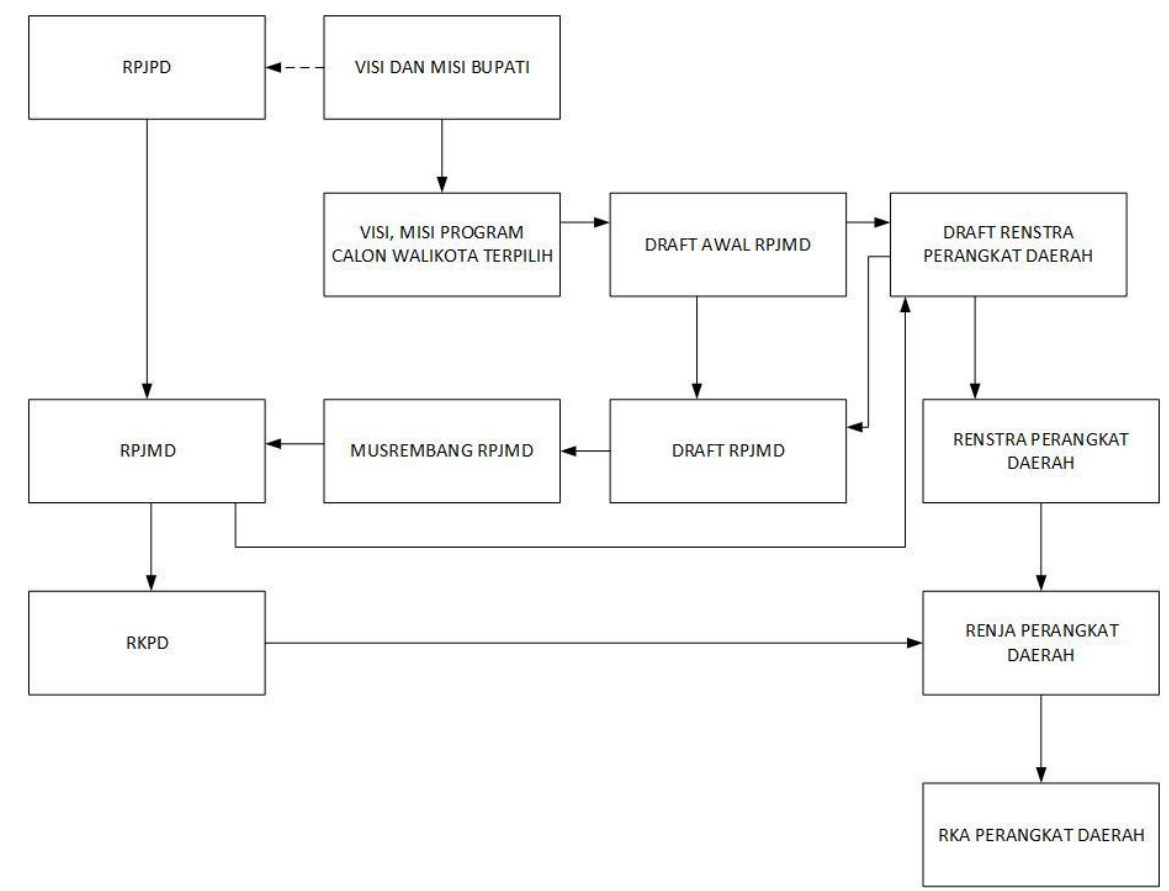 RPJPD
VISI DAN MISI BUPATI
VISI, MISI PROGRAM
CALON WALIKOTA TERPILIH
DRAFT AWAL RPJMD
DRAFT RENSTRA
PERANGKAT DAERAH
RPJMD
MUSREMBANG RPJMD
DRAFT RPJMD
RENSTRA PERANGKAT
DAERAH
RKPD
RENJA PERANGKAT
DAERAH
RKA PERANGKAT DAERAH